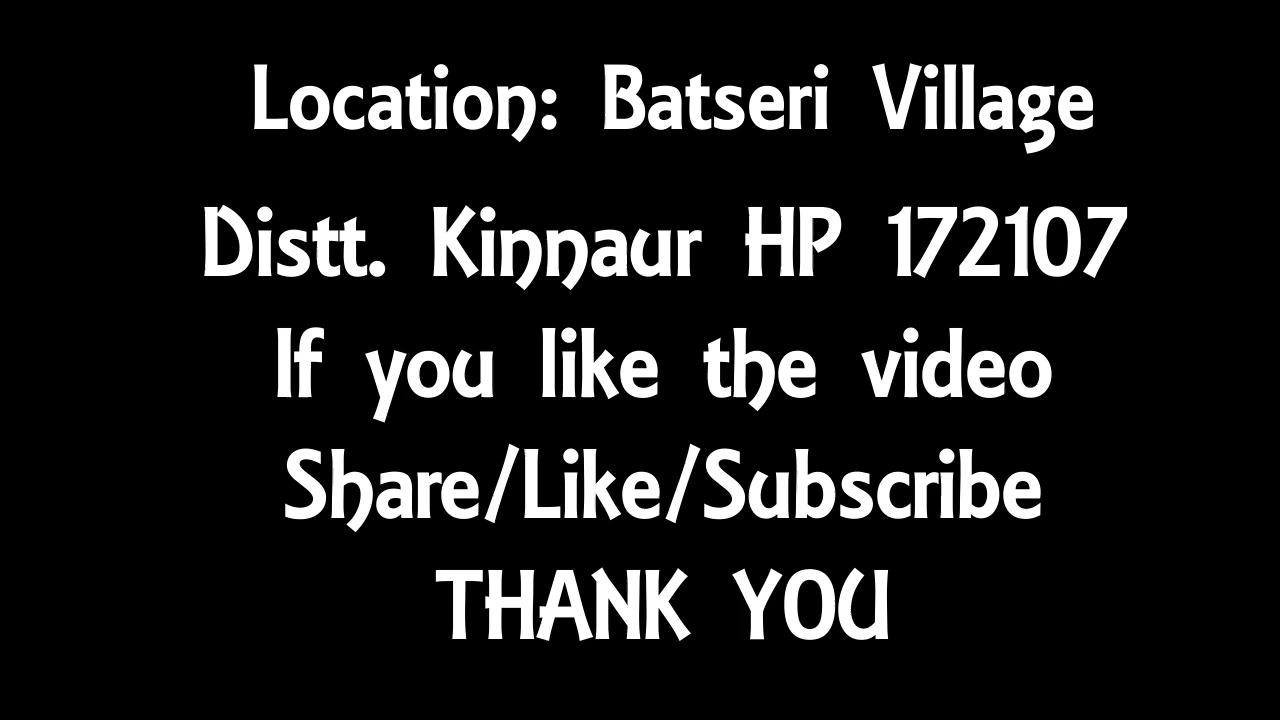 Location: Batseri Village
Distt. Kinnaur HP 172107
If you like the video
Share/Like/Subscribe
THANK YOU